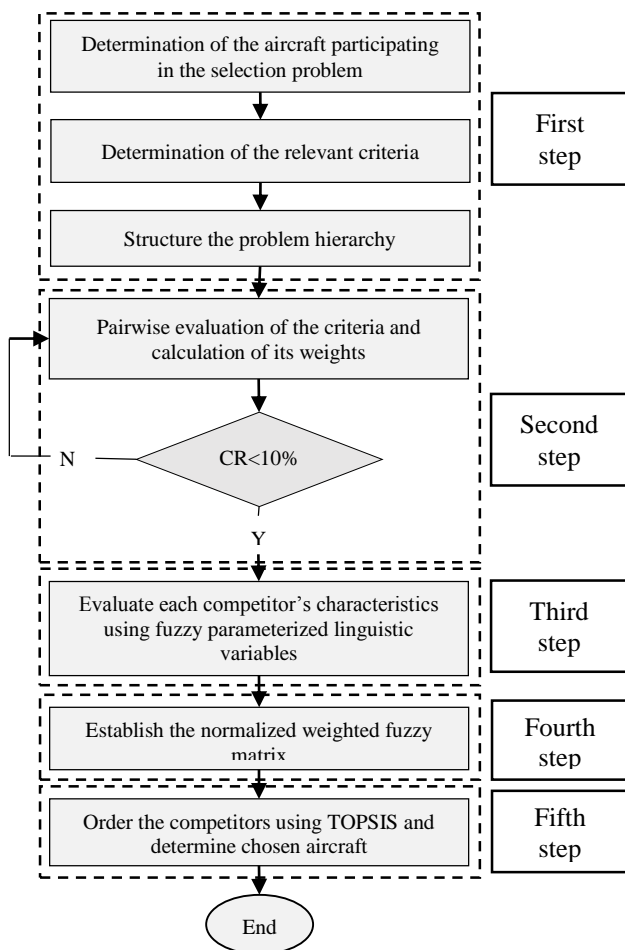 Determination of the aircraft participating
in the selection problem
First
step
Determination of the relevant criteria
Structure the problem hierarchy
Pairwise evaluation of the criteria and
calculation of its weights
Second
step
CR<10%
N
Y
Evaluate each competitor's characteristics
using fuzzy parameterized linguistic
variables
Third
step
Establish the normalized weighted fuzzy
matrix
Fourth
step
Order the competitors using TOPSIS and
determine chosen aircraft
Fifth
step
End